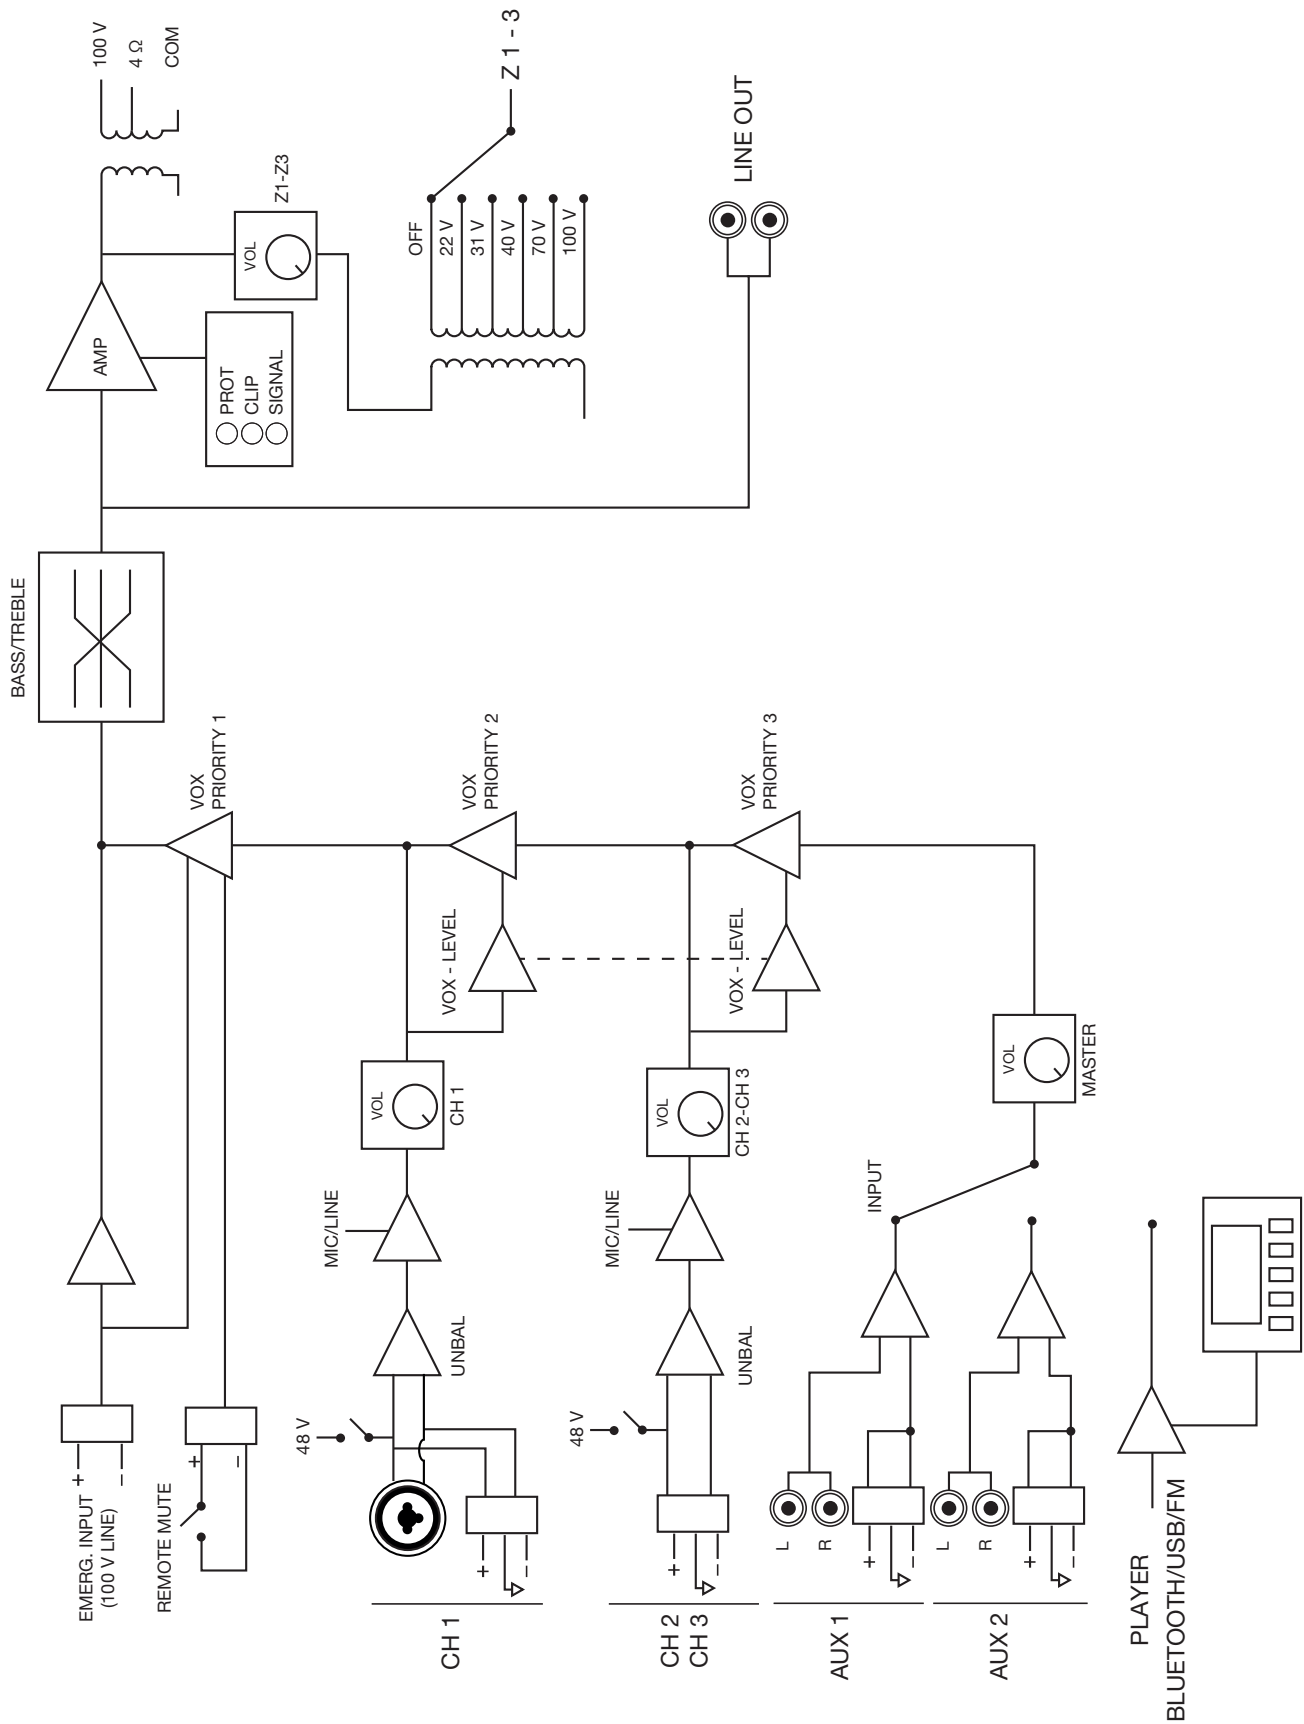 EMERG. INPUT
(100 V LINE)
+
–
REMOTE MUTE
+
–
CH 1
+
–
48 V
UNBAL
MIC/LINE
VOL
CH 1
VOX - LEVEL
CH 2
CH 3
+
–
48 V
UNBAL
MIC/LINE
VOL
CH 2-CH 3
VOX - LEVEL
AUX 1
L
R
+
–
AUX 2
L
R
+
–
PLAYER
BLUETOOTH/USB/FM
INPUT
VOL
MASTER
VOX
PRIORITY 1
VOX
PRIORITY 2
VOX
PRIORITY 3
BASS/TREBLE
AMP
PROT
CLIP
SIGNAL
VOL
Z1-Z3
100 V
4 Ω
COM
OFF
22 V
31 V
40 V
70 V
100 V
Z 1 - 3
LINE OUT